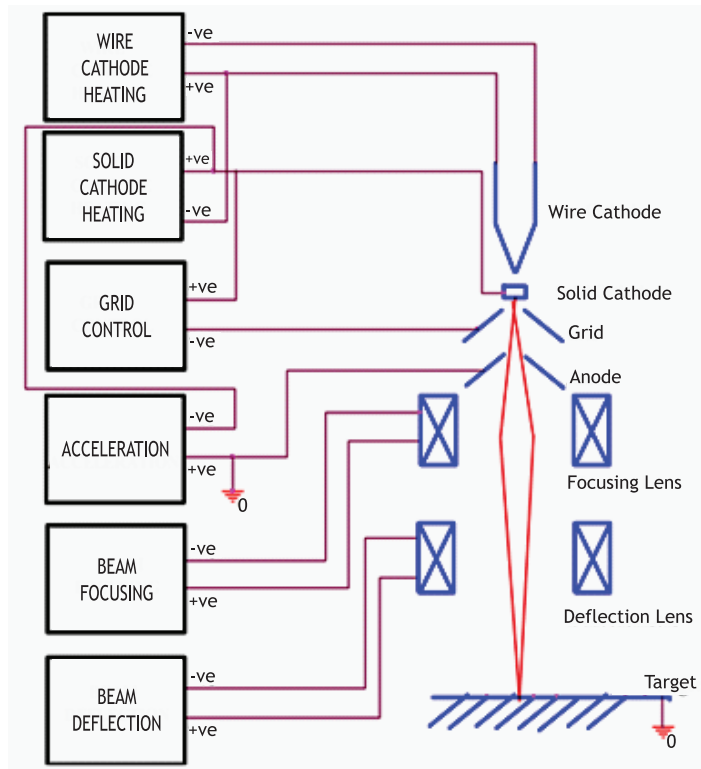 WIRE
CATHODE
HEATING
-ve
+ve
SOLID
CATHODE
HEATING
+ve
-ve
Wire Cathode
GRID
CONTROL
+ve
-ve
Solid Cathode
Grid
Anode
ACCELERATION
-ve
+ve
0
Focusing Lens
BEAM
FOCUSING
-ve
+ve
Deflection Lens
BEAM
DEFLECTION
-ve
+ve
Target
0